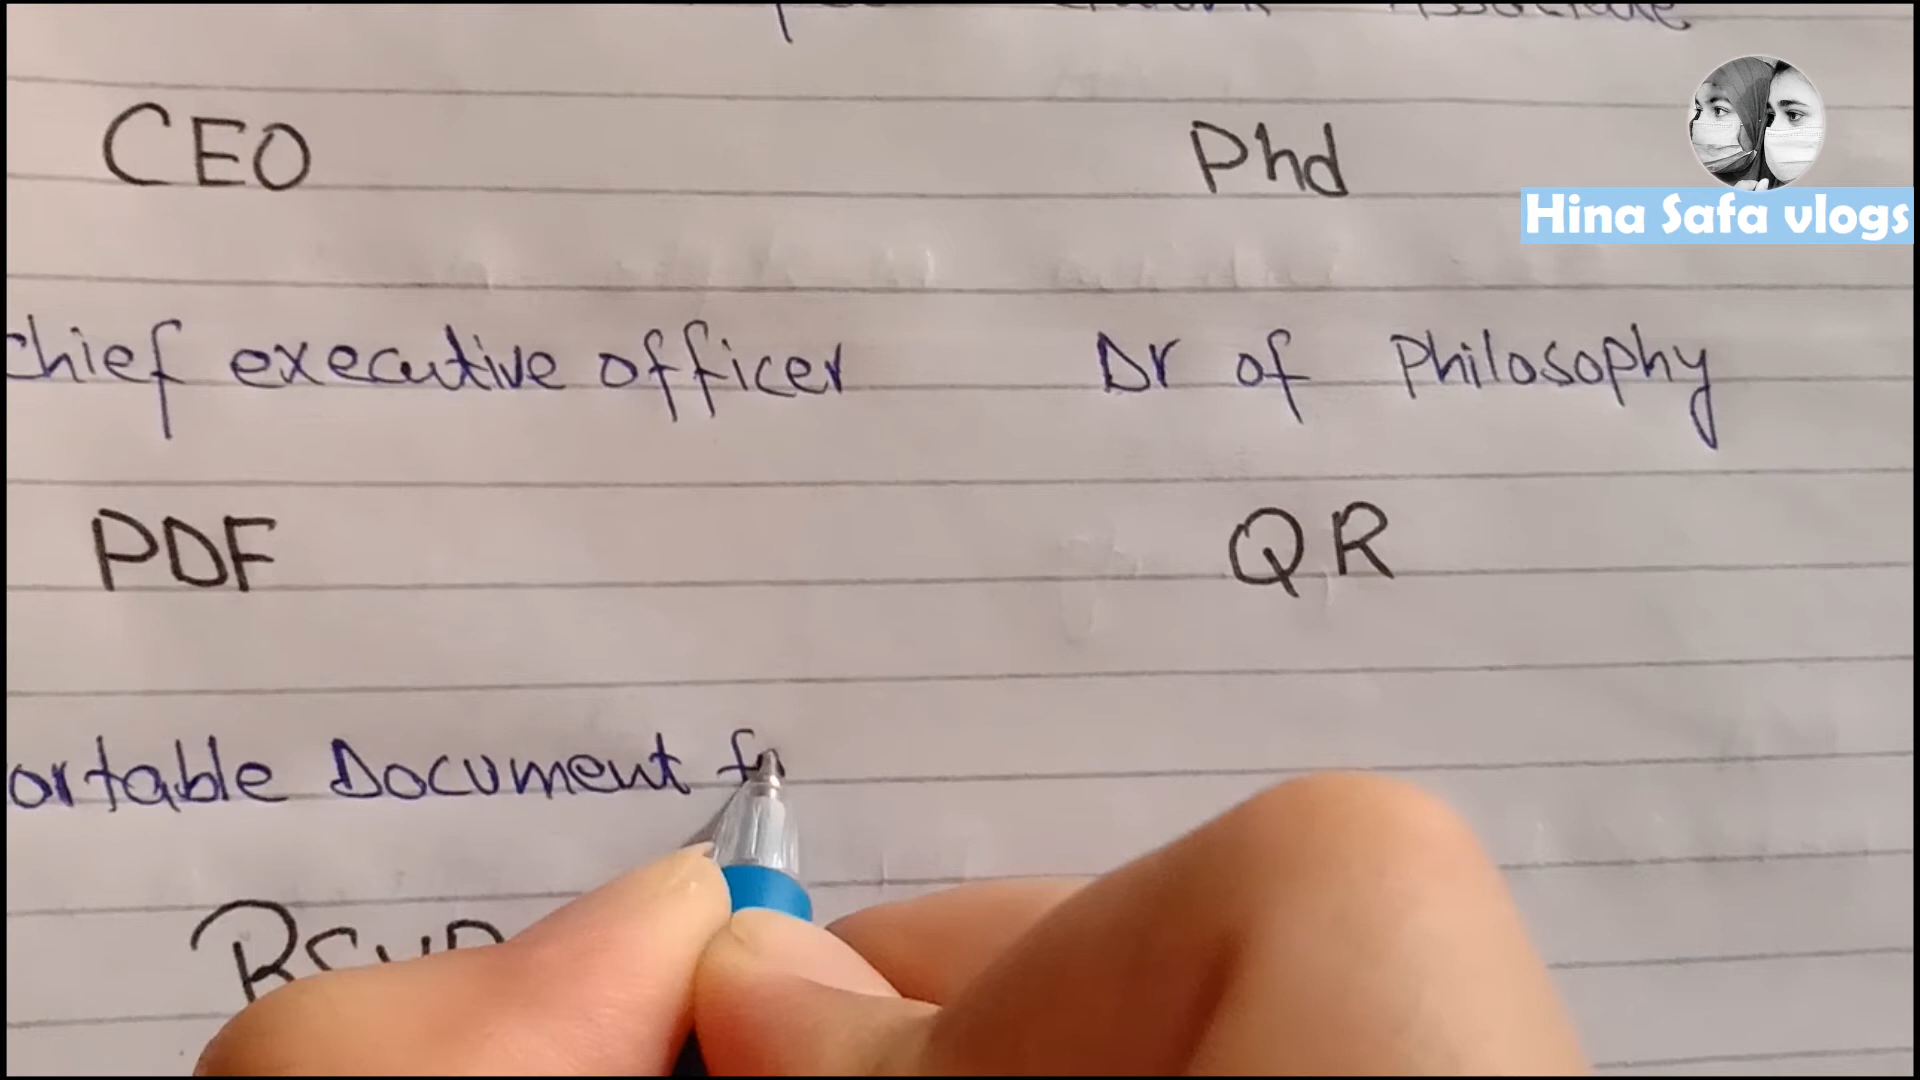 CEO Phd
Hina Safa vlogs
chief executive officer Dr of Philosophy
PDF QR
ortable Document